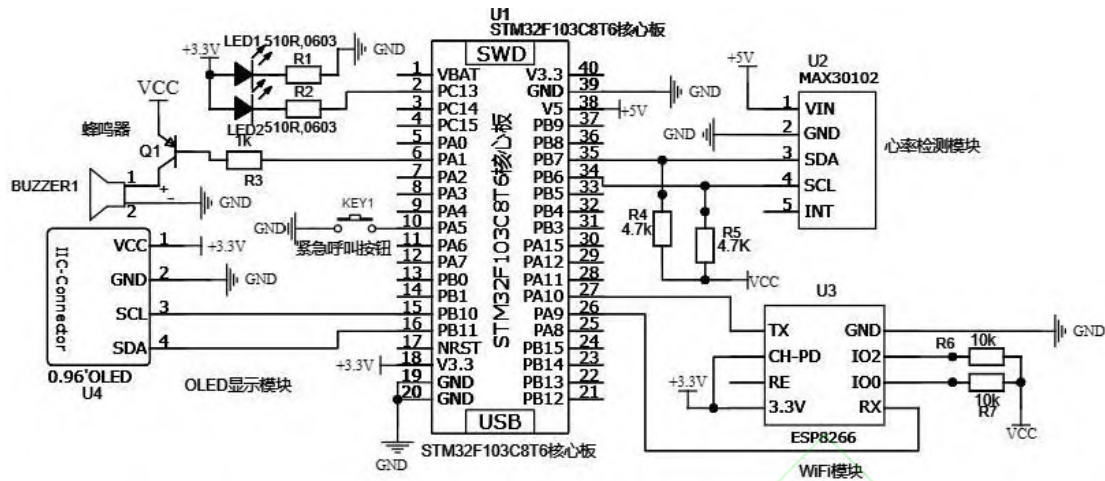 U1
STM32F103C8T6核心板
SWD
1 VBAT
2 PC13
3 PC14
4 PC15
5 PA0
6 PA1
7 PA2
8 PA3
9 PA4
10 PA5
11 PA6
12 PA7
13 PB0
14 PB1
15 PB10
16 PB11
17 NRST
18 V3.3
19 GND
20 GND
V3.3 40
GND 39
V5 38
PB9 37
PB8 36
PB7 35
PB6 34
PB5 33
PB4 32
PB3 31
PA15 30
PA12 29
PA11 28
PA10 27
PA9 26
PA8 25
PB15 24
PB14 23
PB13 22
PB12 21
STM32F103C8T6核心板
USB
STM32F103C8T6核心板
+3.3V
LED1 510R,0603
R1
GND
R2
LED2 510R,0603
VCC
蜂鸣器
Q1
1k
R3
BUZZER1
1
+
−
2
GND
KEY1
GND
紧急呼叫按钮
IIC-Connector
VCC 1
+3.3V
GND 2
GND
SCL 3
SDA 4
0.96'OLED
U4
OLED显示模块
+3.3V
GND
GND
+5V
+5V
U2
MAX30102
1 VIN
GND
2 GND
3 SDA
4 SCL
5 INT
心率检测模块
R4
4.7k
R5
4.7K
VCC
U3
TX
CH-PD
RE
3.3V
GND
IO2
IO0
RX
+3.3V
GND
R6
10k
10k
R7
VCC
ESP8266
WiFi模块